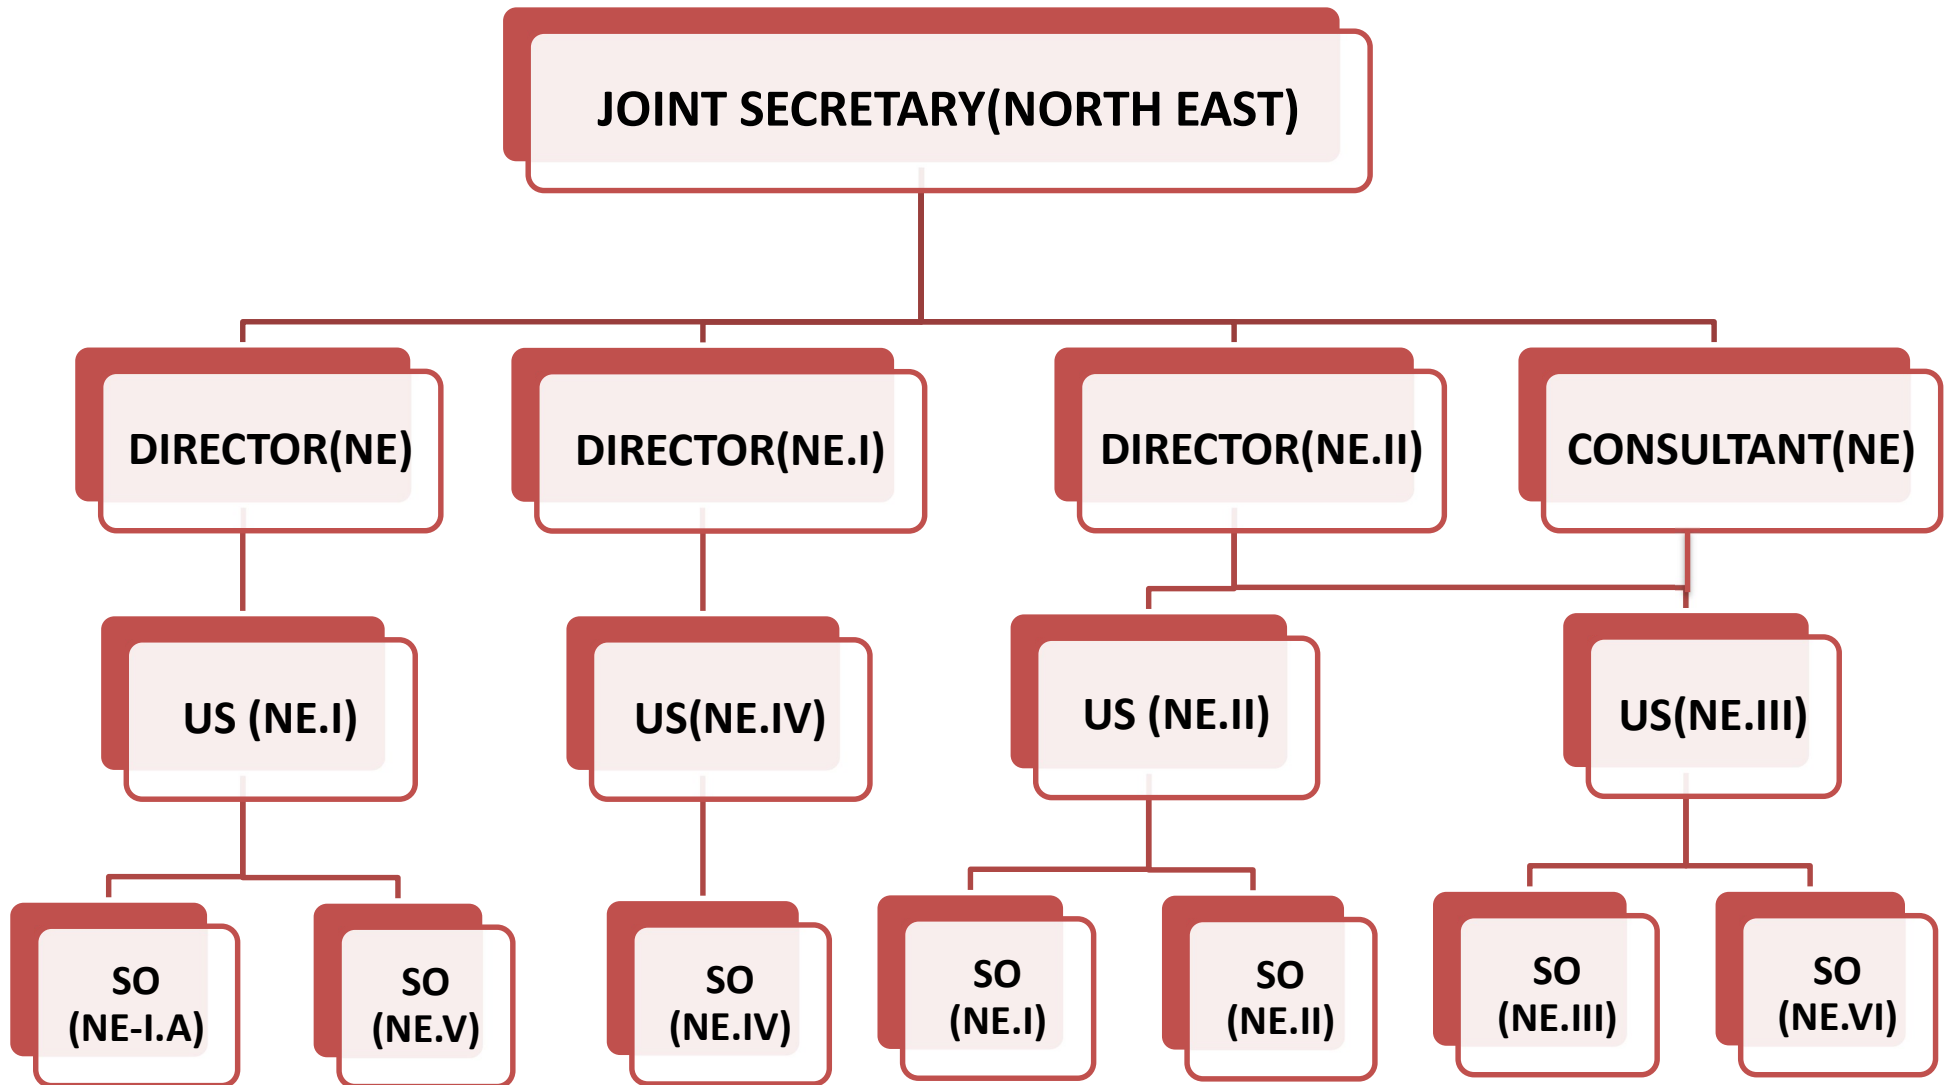 JOINT SECRETARY(NORTH EAST)
DIRECTOR(NE)
DIRECTOR(NE.I)
DIRECTOR(NE.II)
CONSULTANT(NE)
US (NE.I)
US(NE.IV)
US (NE.II)
US(NE.III)
SO
(NE-I.A)
SO
(NE.V)
SO
(NE.IV)
SO
(NE.I)
SO
(NE.II)
SO
(NE.III)
SO
(NE.VI)